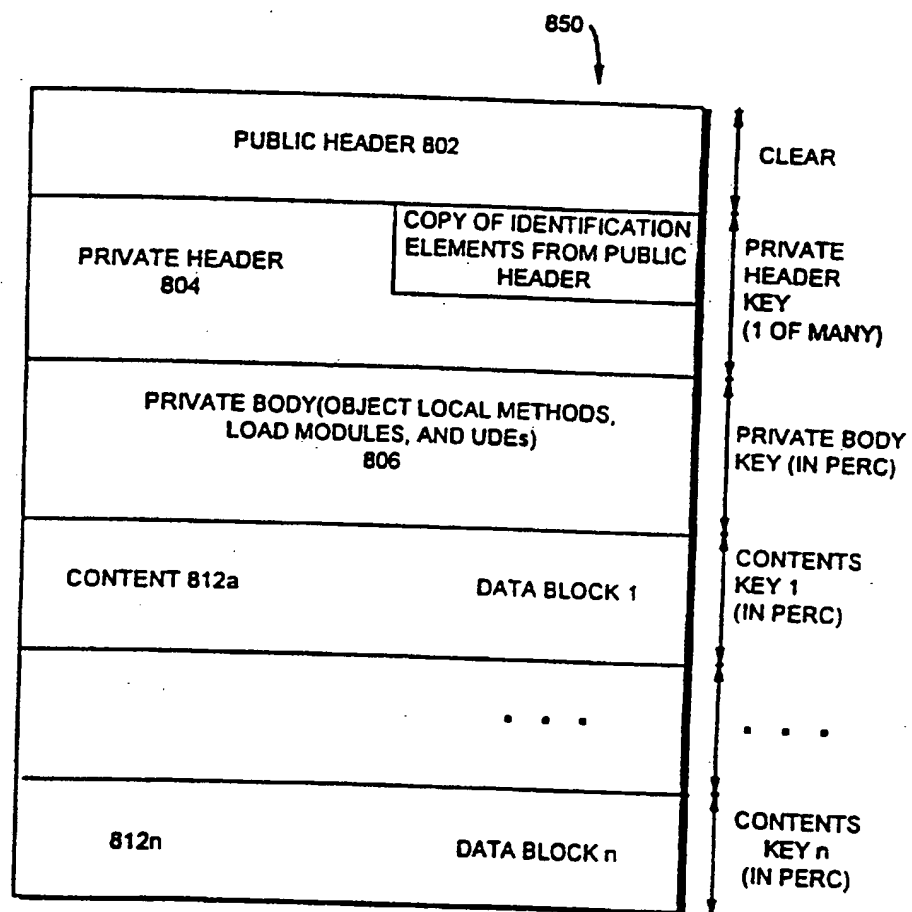 850
PUBLIC HEADER 802
CLEAR
PRIVATE HEADER
804
COPY OF IDENTIFICATION
ELEMENTS FROM PUBLIC
HEADER
PRIVATE
HEADER
KEY
(1 OF MANY)
PRIVATE BODY(OBJECT LOCAL METHODS,
LOAD MODULES, AND UDEs)
806
PRIVATE BODY
KEY (IN PERC)
CONTENT 812a
DATA BLOCK 1
CONTENTS
KEY 1
(IN PERC)
. . .
. . .
812n
DATA BLOCK n
CONTENTS
KEY n
(IN PERC)